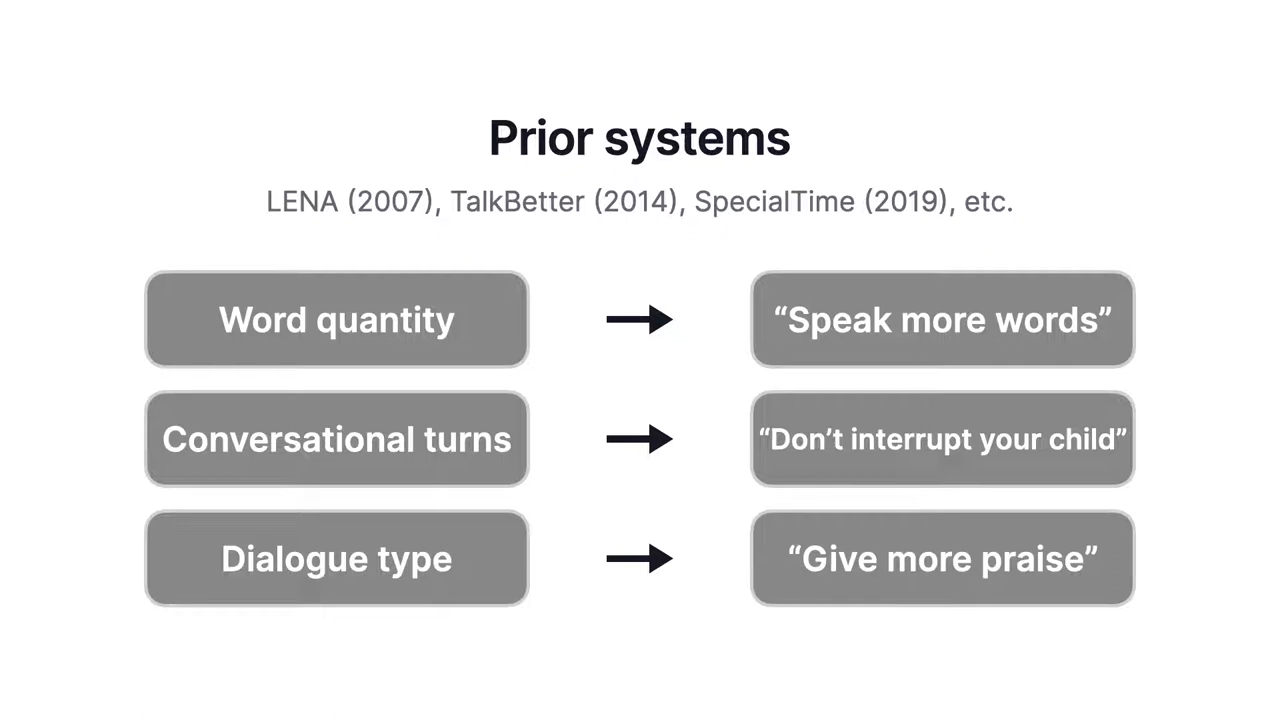 Prior systems
LENA (2007), TalkBetter (2014), SpecialTime (2019), etc.
Word quantity
“Speak more words”
Conversational turns
“Don’t interrupt your child”
Dialogue type
“Give more praise”